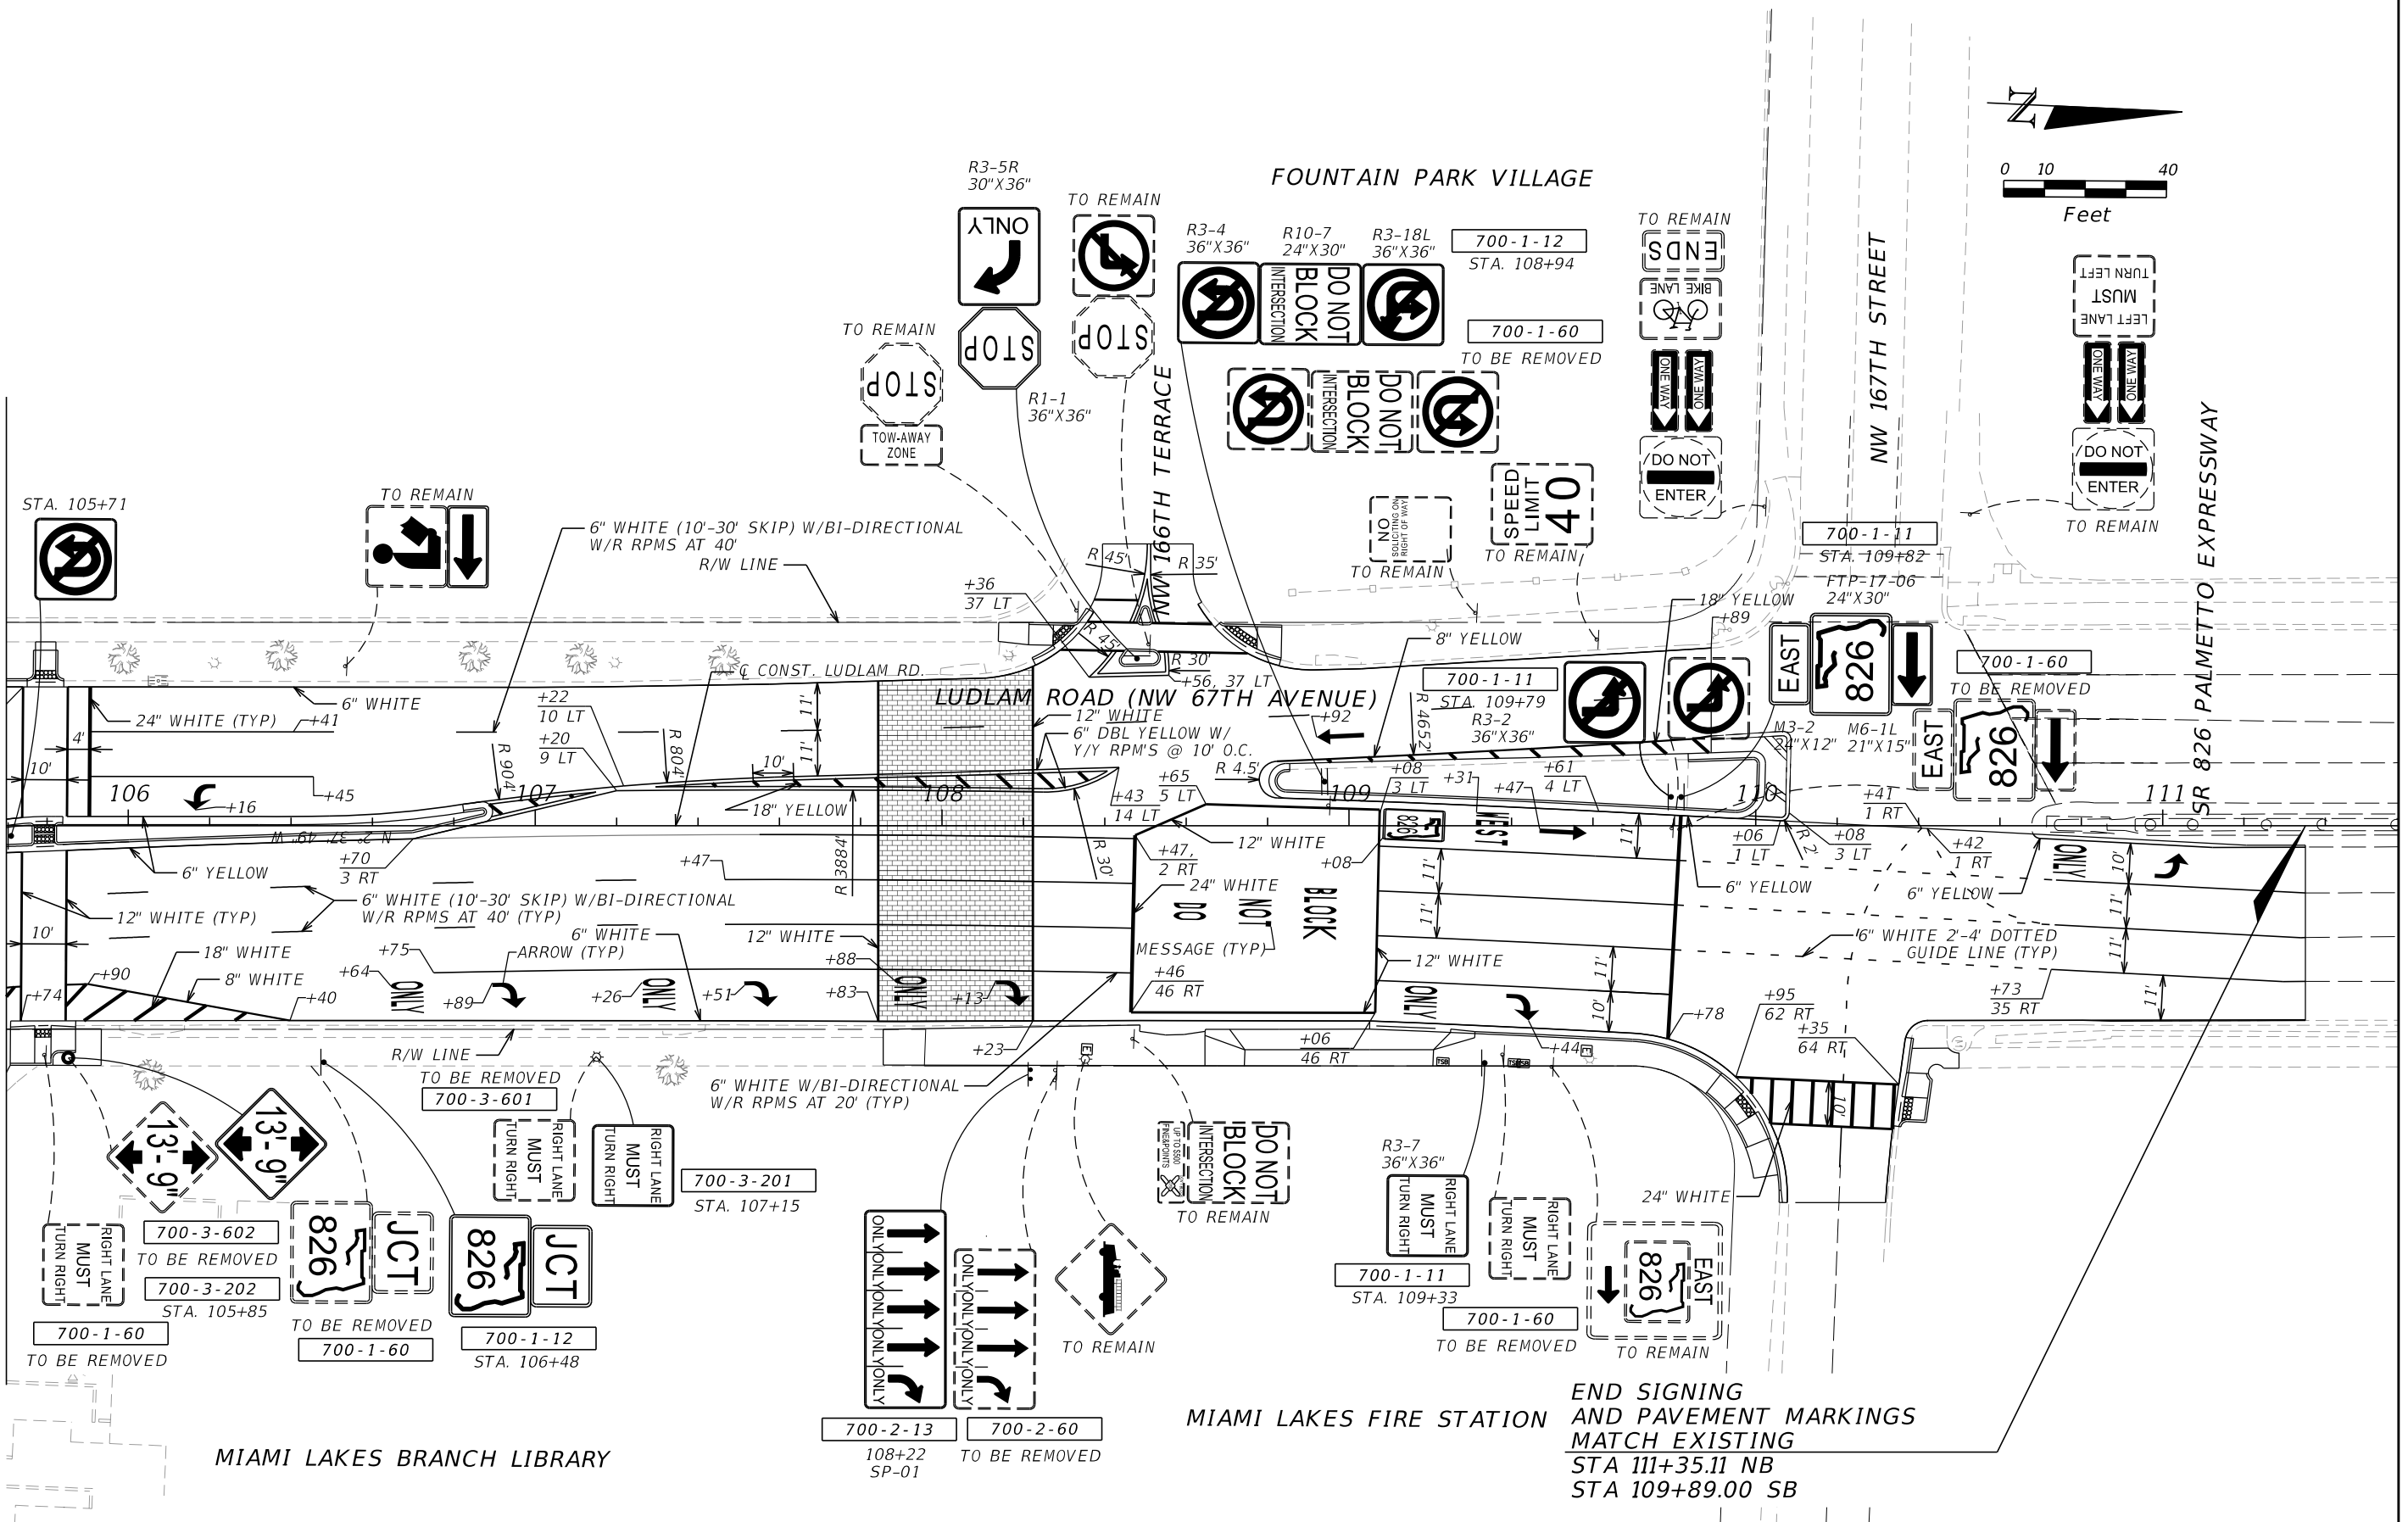 N
0 10 40
Feet
FOUNTAIN PARK VILLAGE
R3-5R
30"X36"
ONLY
TO REMAIN
STOP
STOP
R1-1
36"X36"
TO REMAIN
STOP
TOW-AWAY
ZONE
R3-4
36"X36"
R10-7
24"X30"
R3-18L
36"X36"
DO NOT
BLOCK
INTERSECTION
700-1-12
STA. 108+94
700-1-60
TO BE REMOVED
DO NOT
BLOCK
INTERSECTION
TO REMAIN
ENDS
BIKE LANE
ONE WAY
ONE WAY
DO NOT
ENTER
NW 167TH STREET
LEFT LANE
MUST
TURN LEFT
ONE WAY
ONE WAY
DO NOT
ENTER
TO REMAIN
SR 826 PALMETTO EXPRESSWAY
NW 166TH TERRACE
NO
SOLICITING ON
RIGHT OF WAY
TO REMAIN
SPEED
LIMIT
40
TO REMAIN
STA. 105+71
TO REMAIN
6" WHITE (10'-30' SKIP) W/BI-DIRECTIONAL
W/R RPMS AT 40'
R/W LINE
+36
37 LT
R 45'
R 35'
R 45'
R 30'
+56, 37 LT
700-1-11
STA. 109+82
FTP-17-06
24"X30"
18" YELLOW
+89
8" YELLOW
EAST
826
M3-2
24"X12"
M6-1L
21"X15"
700-1-60
TO BE REMOVED
EAST
826
700-1-11
STA. 109+79
R3-2
36"X36"
℄ CONST. LUDLAM RD.
LUDLAM ROAD (NW 67TH AVENUE)
12" WHITE
6" DBL YELLOW W/
Y/Y RPM'S @ 10' O.C.
+92
R 4652'
6" WHITE
24" WHITE (TYP)
+41
4'
10'
+22
10 LT
+20
9 LT
R 904'
R 804'
11'
11'
10'
18" YELLOW
+65
5 LT
R 4.5'
+08
3 LT
+31
+47
+61
4 LT
+43
14 LT
106
107
108
109
110
111
+16
+45
N 2° 37' 49" W
6" YELLOW
+70
3 RT
+47
R 3884'
R 30'
+47,
2 RT
12" WHITE
+08
826
WEST
11'
+06
1 LT
R 2'
+08
3 LT
+41
1 RT
+42
1 RT
6" YELLOW
6" YELLOW
ONLY
10'
11'
11'
11'
12" WHITE (TYP)
10'
6" WHITE (10'-30' SKIP) W/BI-DIRECTIONAL
W/R RPMS AT 40' (TYP)
18" WHITE
8" WHITE
+74
+90
+40
+64
+75
ONLY
ARROW (TYP)
+89
6" WHITE
+26
ONLY
+51
12" WHITE
+88
+83
ONLY
+13
24" WHITE
DO
NOT
BLOCK
MESSAGE (TYP)
+46
46 RT
12" WHITE
11'
11'
11'
10'
6" WHITE 2'-4' DOTTED
GUIDE LINE (TYP)
+73
35 RT
ONLY
+44
+78
+95
62 RT
+35
64 RT
10'
24" WHITE
R/W LINE
+23
+06
46 RT
6" WHITE W/BI-DIRECTIONAL
W/R RPMS AT 20' (TYP)
13'-9"
13'-9"
RIGHT LANE
MUST
TURN RIGHT
700-1-60
TO BE REMOVED
700-3-602
TO BE REMOVED
700-3-202
STA. 105+85
JCT
826
TO BE REMOVED
700-1-60
JCT
826
700-1-12
STA. 106+48
TO BE REMOVED
700-3-601
RIGHT LANE
MUST
TURN RIGHT
RIGHT LANE
MUST
TURN RIGHT
700-3-201
STA. 107+15
ONLY
ONLY
ONLY
ONLY
ONLY
700-2-13
108+22
SP-01
ONLY
ONLY
ONLY
ONLY
700-2-60
TO BE REMOVED
TO REMAIN
DO NOT
BLOCK
INTERSECTION
UP TO $500
FINE&POINTS
TO REMAIN
R3-7
36"X36"
RIGHT LANE
MUST
TURN RIGHT
700-1-11
STA. 109+33
RIGHT LANE
MUST
TURN RIGHT
700-1-60
TO BE REMOVED
EAST
826
TO REMAIN
MIAMI LAKES BRANCH LIBRARY
MIAMI LAKES FIRE STATION
END SIGNING
AND PAVEMENT MARKINGS
MATCH EXISTING
STA 111+35.11 NB
STA 109+89.00 SB